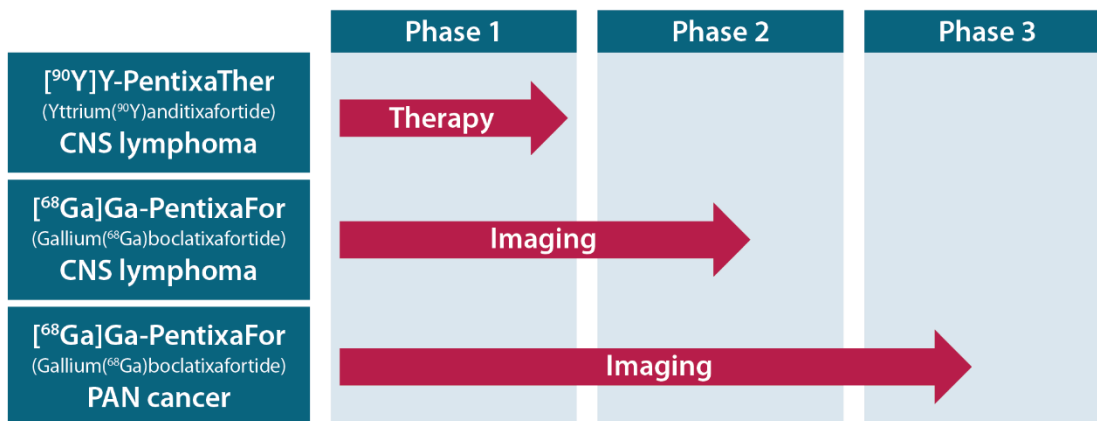 Phase 1 Phase 2 Phase 3
[⁹⁰Y]Y-PentixaTher
(Yttrium(⁹⁰Y)anditixafortide)
CNS lymphoma
Therapy
[⁶⁸Ga]Ga-PentixaFor
(Gallium(⁶⁸Ga)boclatixafortide)
CNS lymphoma
Imaging
[⁶⁸Ga]Ga-PentixaFor
(Gallium(⁶⁸Ga)boclatixafortide)
PAN cancer
Imaging